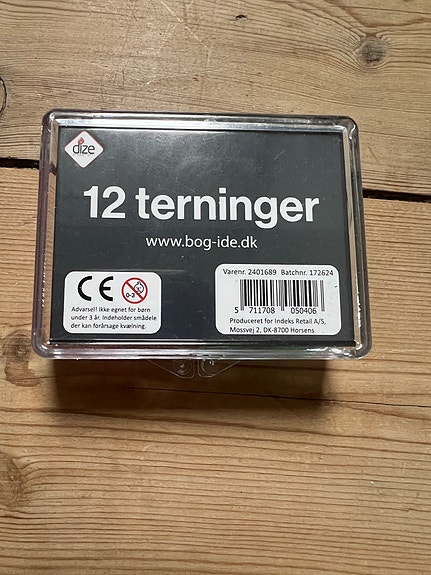 dize
12 terninger
www.bog-ide.dk
CE
0-3
Advarsel! Ikke egnet for børn
under 3 år. Indeholder smådele
der kan forårsage kvælning.
Varenr. 2401689 Batchnr. 172624
5 711708 050406
Produceret for Indeks Retail A/S,
Mossvej 2, DK-8700 Horsens